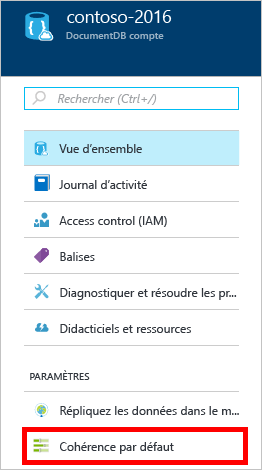 contoso-2016
DocumentDB compte
Rechercher (Ctrl+/)
Vue d'ensemble
Journal d'activité
Access control (IAM)
Balises
Diagnostiquer et résoudre les pr...
Didacticiels et ressources
PARAMÈTRES
Répliquez les données dans le m...
Cohérence par défaut